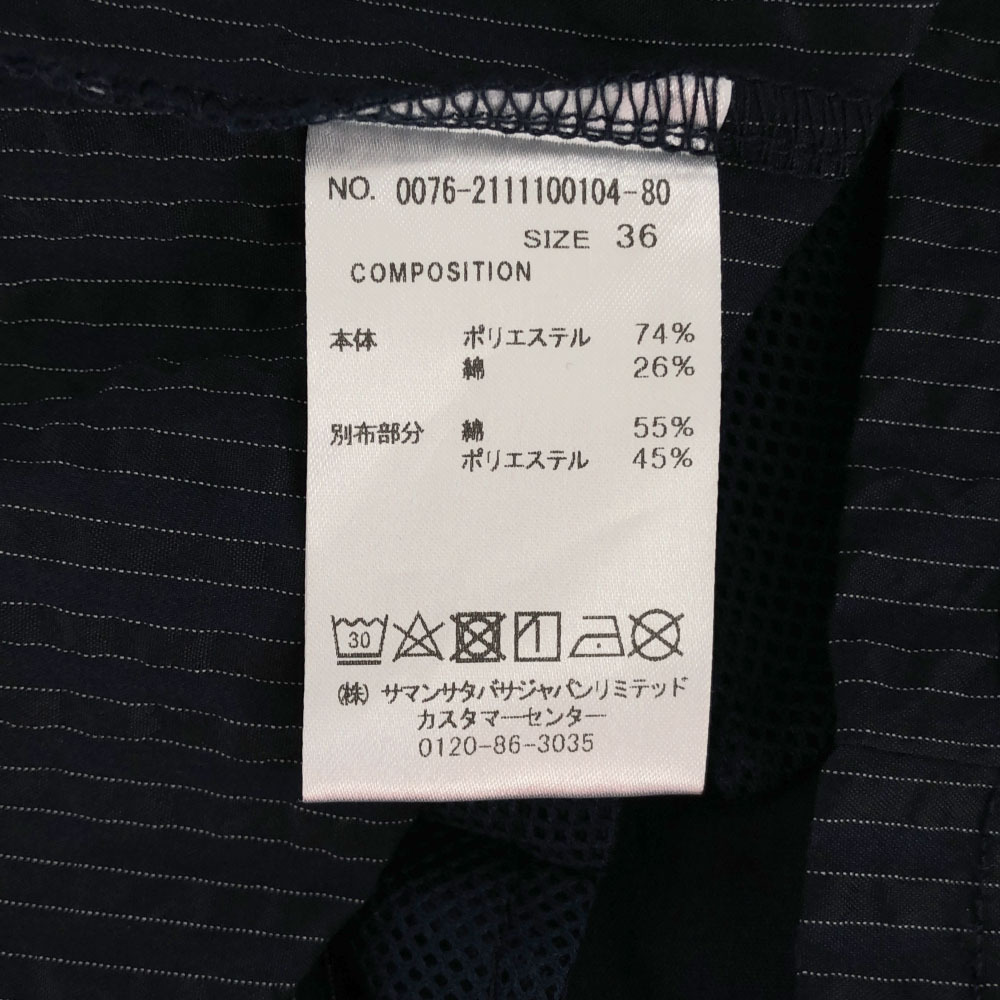 NO. 0076-2111100104-80
SIZE 36
COMPOSITION
本体 ポリエステル 74%
綿 26%
別布部分 綿 55%
ポリエステル 45%
30
(株) サマンサタバサジャパンリミテッド
カスタマーセンター
0120-86-3035